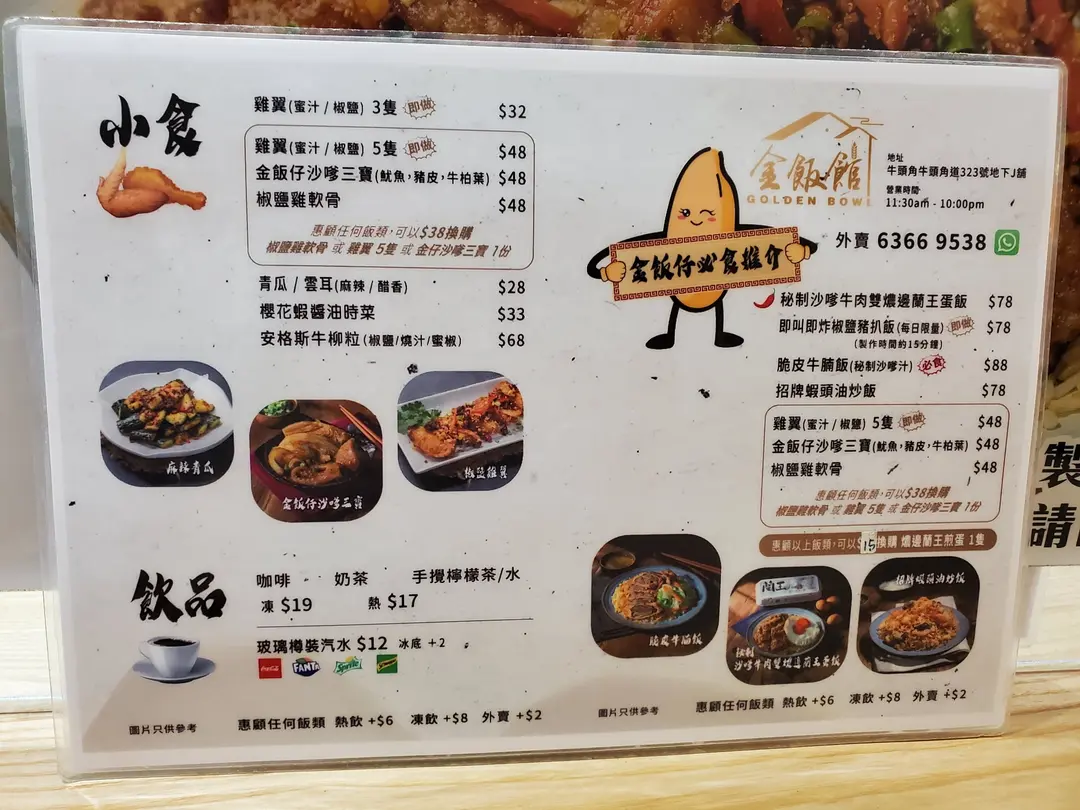 小食
雞翼(蜜汁 / 椒鹽) 3隻 即做 $32
雞翼(蜜汁 / 椒鹽) 5隻 即做 $48
金飯仔沙嗲三寶(魷魚,豬皮,牛柏葉) $48
椒鹽雞軟骨 $48
惠顧任何飯類,可以$38換購
椒鹽雞軟骨 或 雞翼 5隻 或 金仔沙嗲三寶 1份
青瓜 / 雲耳(麻辣 / 醋香) $28
櫻花蝦醬油時菜 $33
安格斯牛柳粒(椒鹽/燒汁/蜜椒) $68
麻辣青瓜
金飯仔沙嗲三寶
椒鹽雞翼
飲品
咖啡 奶茶 手攪檸檬茶/水
凍 $19 熱 $17
玻璃樽裝汽水 $12 冰底 +2
Coca-Cola FANTA Sprite
圖片只供參考 惠顧任何飯類 熱飲 +$6 凍飲 +$8 外賣 +$2
金飯館
GOLDEN BOWL
地址
牛頭角牛頭角道323號地下J舖
營業時間
11:30am - 10:00pm
外賣 6366 9538
金飯仔必食推介
秘制沙嗲牛肉雙燶邊蘭王蛋飯 $78
即叫即炸椒鹽豬扒飯(每日限量) 即做 $78
(製作時間約15分鐘)
脆皮牛腩飯(秘制沙嗲汁) 必食 $88
招牌蝦頭油炒飯 $78
雞翼(蜜汁 / 椒鹽) 5隻 即做 $48
金飯仔沙嗲三寶(魷魚,豬皮,牛柏葉) $48
椒鹽雞軟骨 $48
惠顧任何飯類,可以$38換購
椒鹽雞軟骨 或 雞翼 5隻 或 金仔沙嗲三寶 1份
惠顧以上飯類,可以$15換購 燶邊蘭王煎蛋 1隻
脆皮牛腩飯
蘭王
秘制
沙嗲牛肉雙燶邊蘭王蛋飯
招牌蝦頭油炒飯
圖片只供參考 惠顧任何飯類 熱飲 +$6 凍飲 +$8 外賣 +$2
製
請